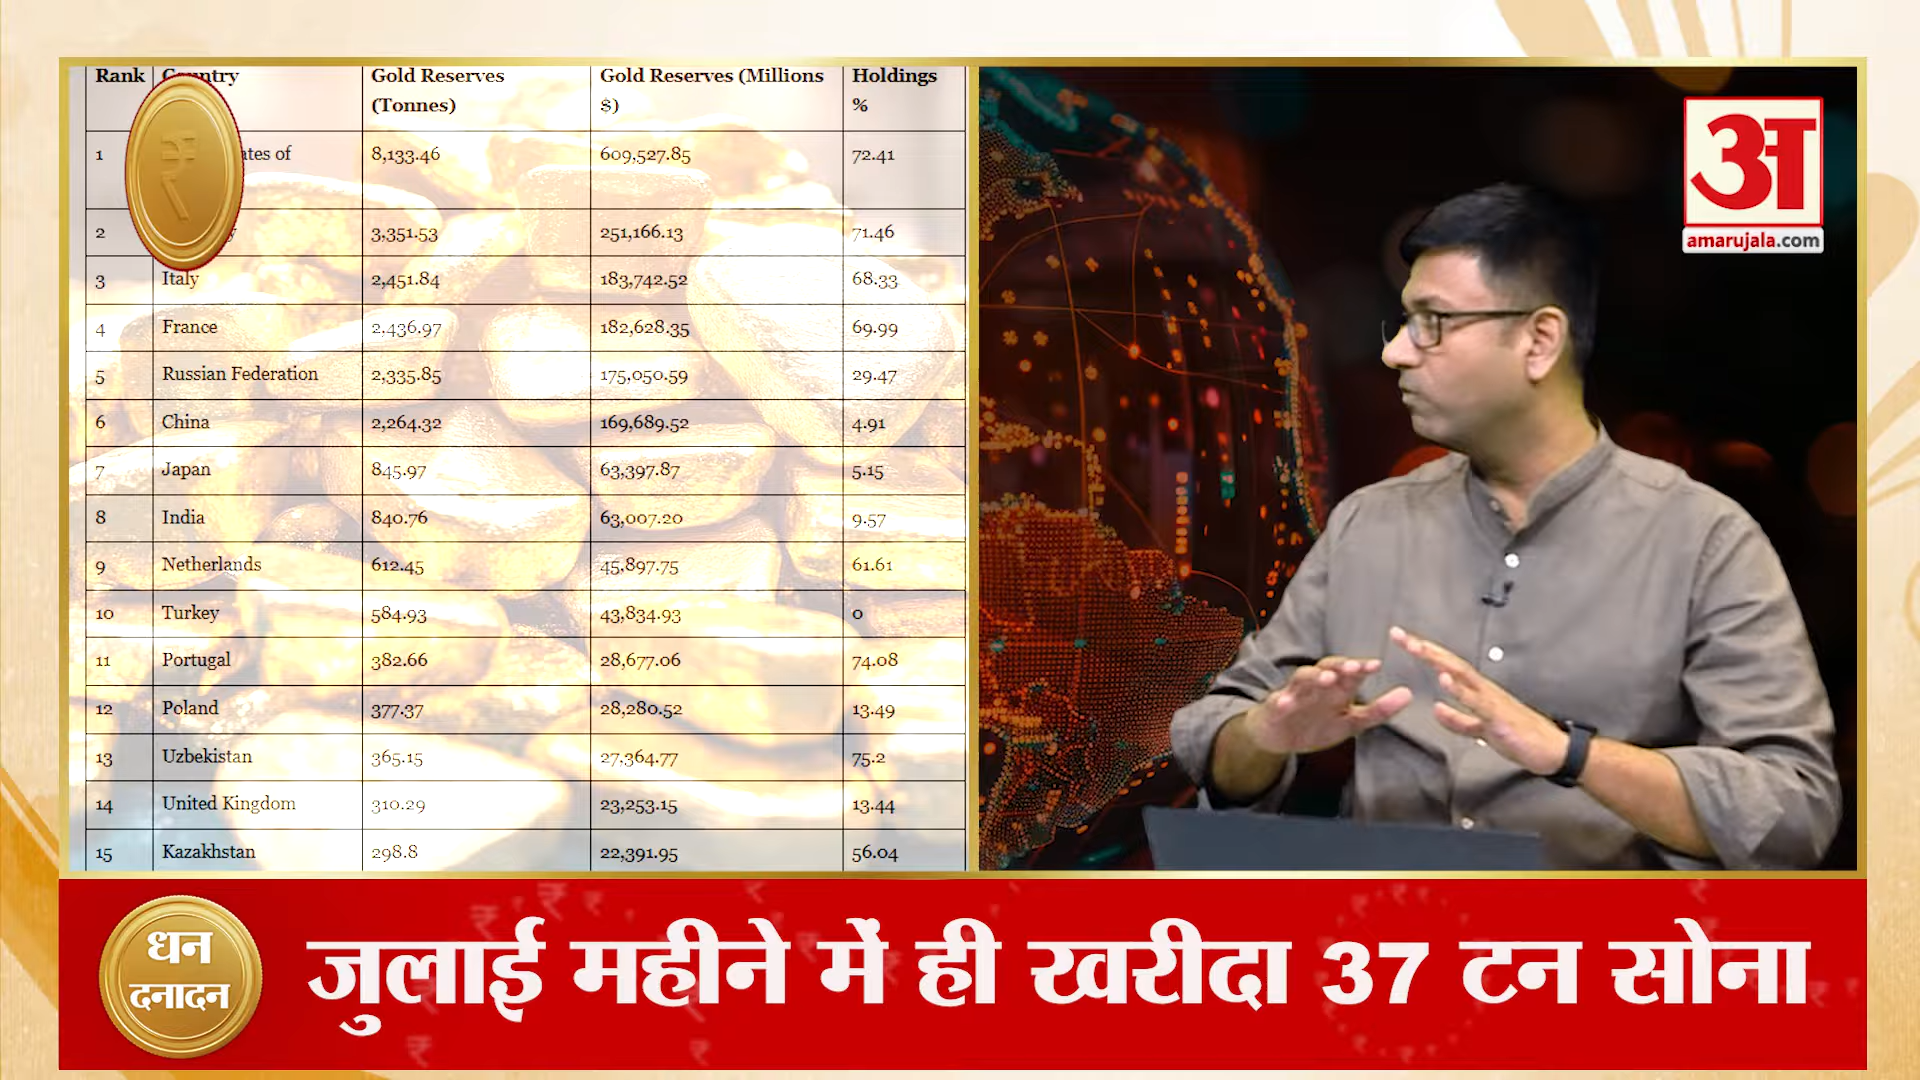 Rank Country Gold Reserves (Tonnes) Gold Reserves (Millions $) Holdings %
1 8,133.46 609,527.85 72.41
2 3,351.53 251,166.13 71.46
3 Italy 2,451.84 183,742.52 68.33
4 France 2,436.97 182,628.35 69.99
5 Russian Federation 2,335.85 175,050.59 29.47
6 China 2,264.32 169,689.52 4.91
7 Japan 845.97 63,397.87 5.15
8 India 840.76 63,007.20 9.57
9 Netherlands 612.45 45,897.75 61.61
10 Turkey 584.93 43,834.93 0
11 Portugal 382.66 28,677.06 74.08
12 Poland 377.37 28,280.52 13.49
13 Uzbekistan 365.15 27,364.77 75.2
14 United Kingdom 310.29 23,253.15 13.44
15 Kazakhstan 298.8 22,391.95 56.04
अ
amarujala.com
धन
दनादन
जुलाई महीने में ही खरीदा 37 टन सोना